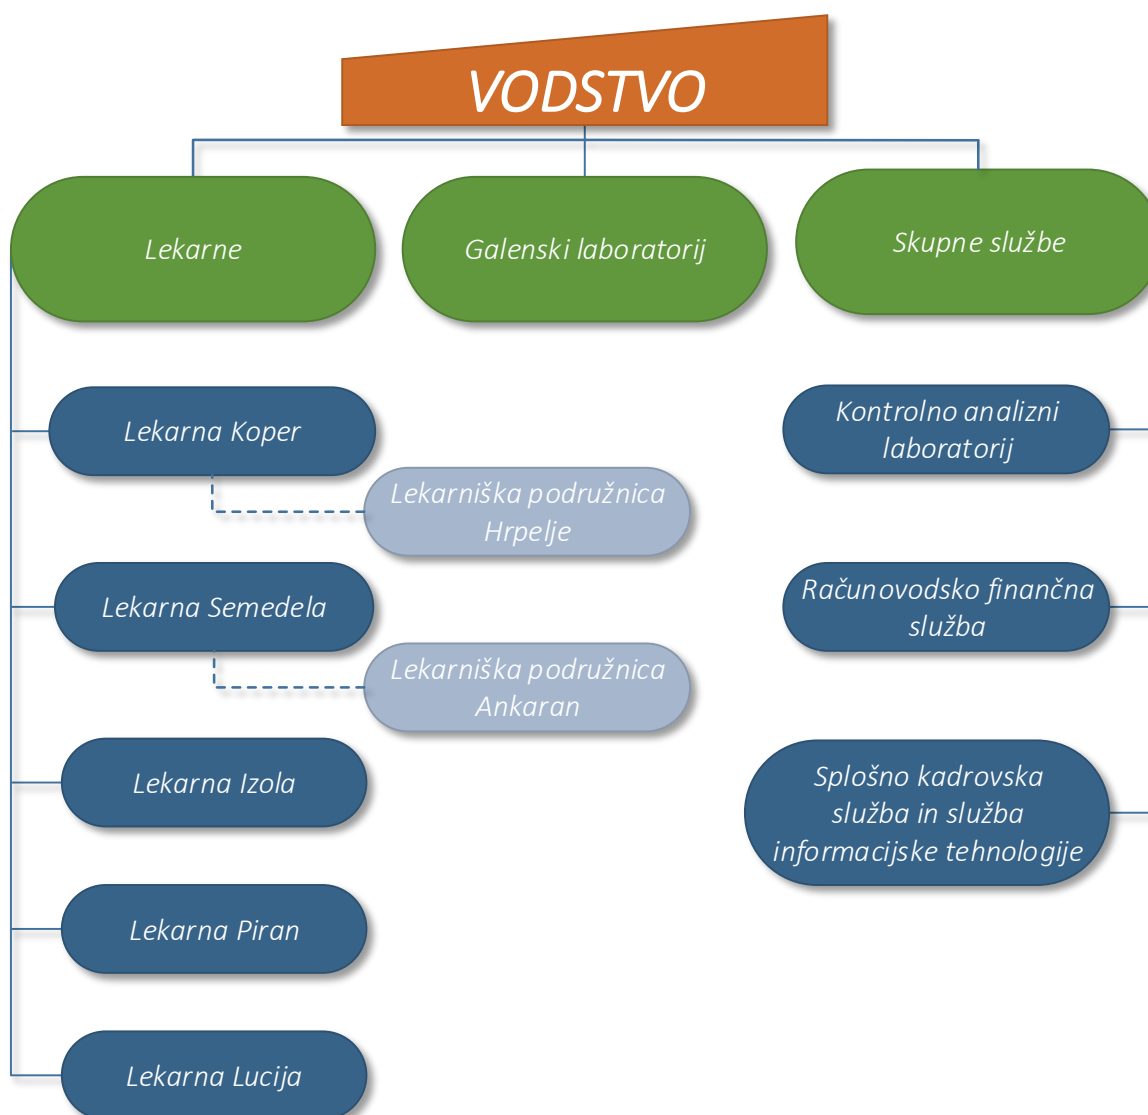 VODSTVO
Lekarne
Galenski laboratorij
Skupne službe
Lekarna Koper
Kontrolno analizni
laboratorij
Lekarniška podružnica
Hrpelje
Lekarna Semedela
Računovodsko finančna
služba
Lekarniška podružnica
Ankaran
Lekarna Izola
Splošno kadrovska
služba in služba
informacijske tehnologije
Lekarna Piran
Lekarna Lucija